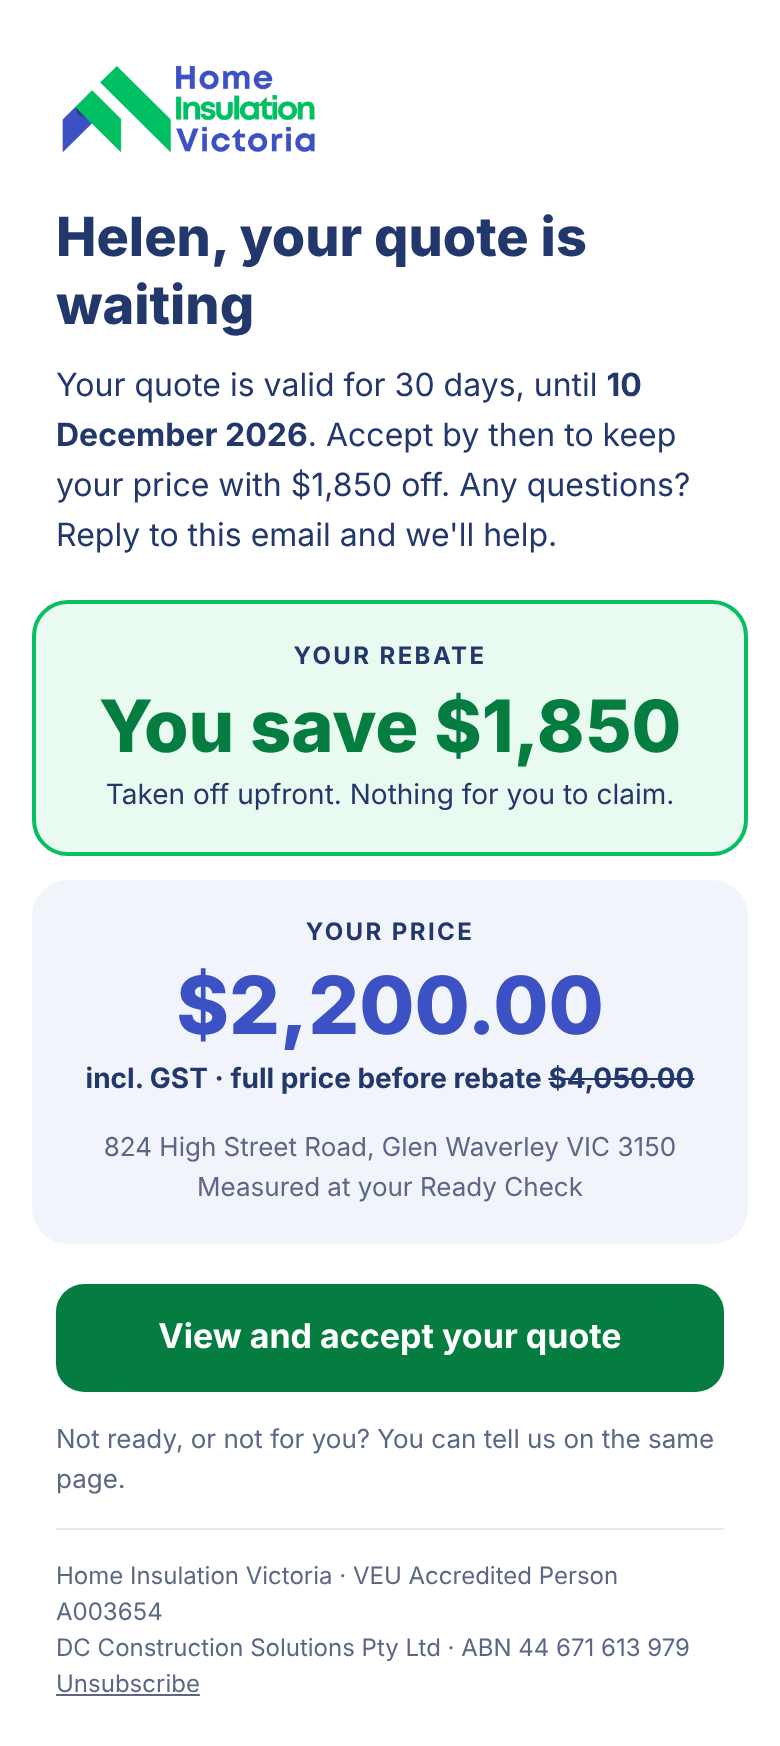 Home
Insulation
Victoria
Helen, your quote is
waiting
Your quote is valid for 30 days, until 10
December 2026. Accept by then to keep
your price with $1,850 off. Any questions?
Reply to this email and we'll help.
YOUR REBATE
You save $1,850
Taken off upfront. Nothing for you to claim.
YOUR PRICE
$2,200.00
incl. GST · full price before rebate $4,050.00
824 High Street Road, Glen Waverley VIC 3150
Measured at your Ready Check
View and accept your quote
Not ready, or not for you? You can tell us on the same
page.
Home Insulation Victoria · VEU Accredited Person
A003654
DC Construction Solutions Pty Ltd · ABN 44 671 613 979
Unsubscribe